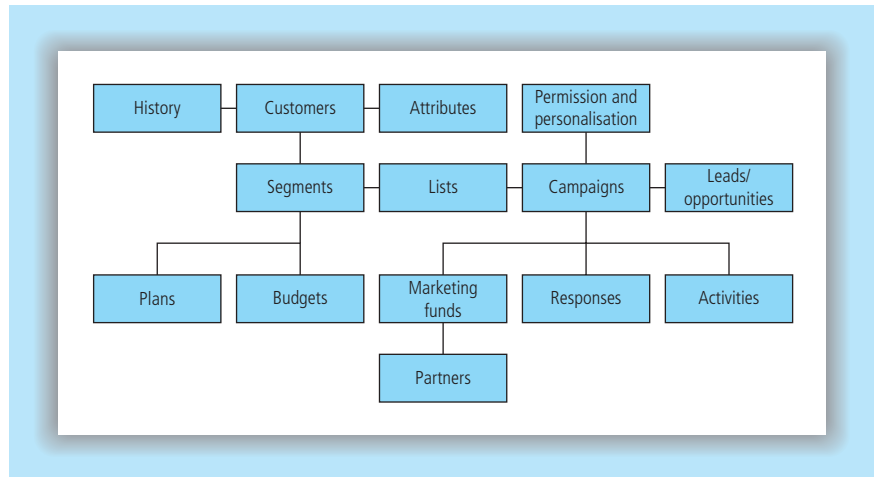 History
Customers
Attributes
Permission and
personalisation
Segments
Lists
Campaigns
Leads/
opportunities
Plans
Budgets
Marketing
funds
Responses
Activities
Partners